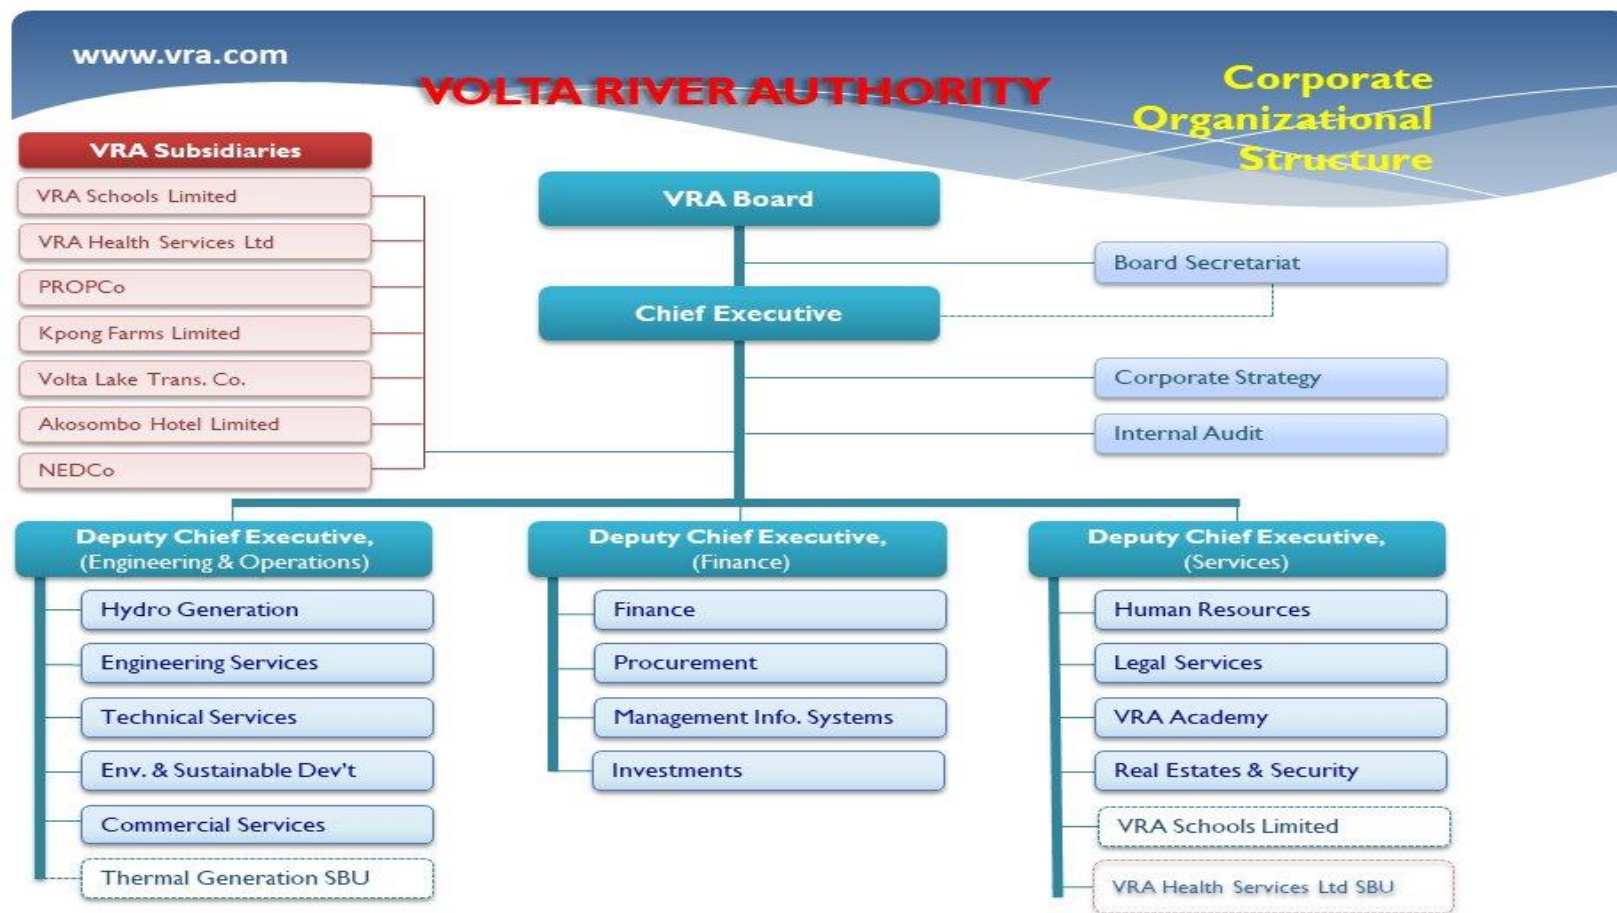 www.vra.com
VOLTA RIVER AUTHORITY
Corporate
Organizational
Structure
VRA Subsidiaries
VRA Schools Limited
VRA Health Services Ltd
PROPCo
Kpong Farms Limited
Volta Lake Trans. Co.
Akosombo Hotel Limited
NEDCo
VRA Board
Board Secretariat
Chief Executive
Corporate Strategy
Internal Audit
Deputy Chief Executive,
(Engineering & Operations)
Hydro Generation
Engineering Services
Technical Services
Env. & Sustainable Dev't
Commercial Services
Thermal Generation SBU
Deputy Chief Executive,
(Finance)
Finance
Procurement
Management Info. Systems
Investments
Deputy Chief Executive,
(Services)
Human Resources
Legal Services
VRA Academy
Real Estates & Security
VRA Schools Limited
VRA Health Services Ltd SBU